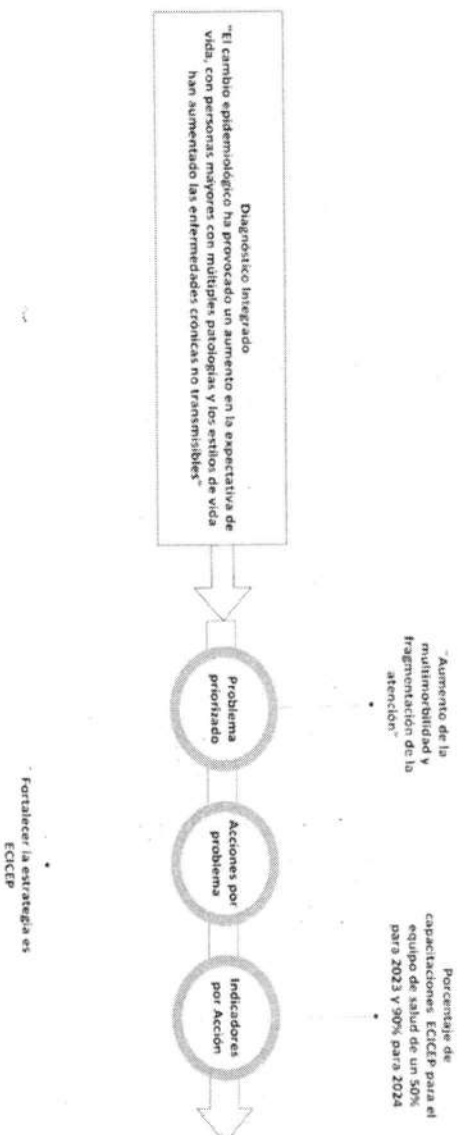 Diagnóstico Integrado
"El cambio epidemiológico ha provocado un aumento en la expectativa de
vida, con personas mayores con múltiples patologías y los estilos de vida
han aumentado las enfermedades crónicas no transmisibles"
"Aumento de la
multimorbilidad y
fragmentación de la
atención"
Problema
priorizado
Acciones por
problema
Fortalecer la estrategia es
ECICEP
Porcentaje de
capacitaciones ECICEP para el
equipo de salud de un 50%
para 2023 y 90% para 2024
Indicadores
por Acción